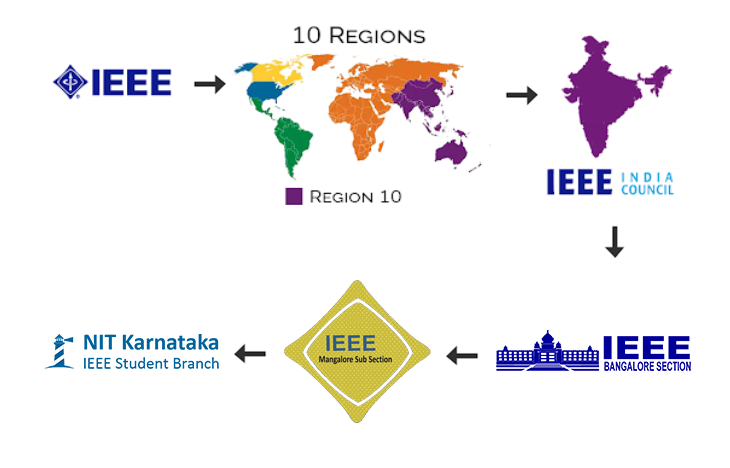 IEEE
10 REGIONS
REGION 10
IEEE INDIA COUNCIL
IEEE
BANGALORE SECTION
IEEE
Mangalore Sub Section
NIT Karnataka
IEEE Student Branch